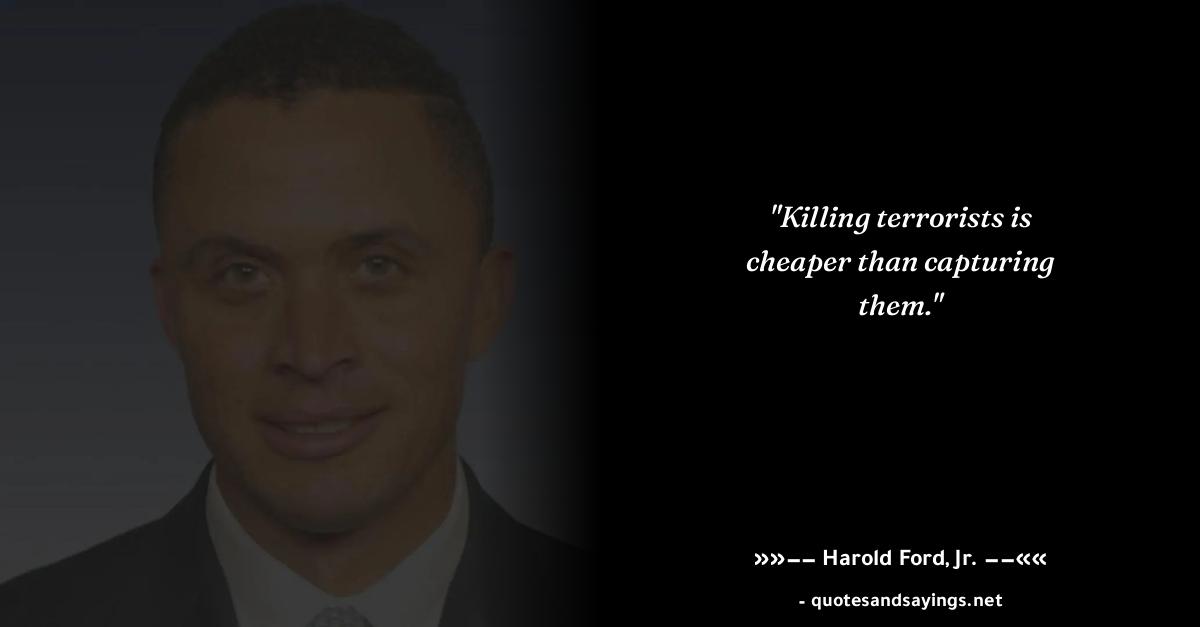 "Killing terrorists is
cheaper than capturing
them."
»»–– Harold Ford, Jr. ––««
- quotesandsayings.net